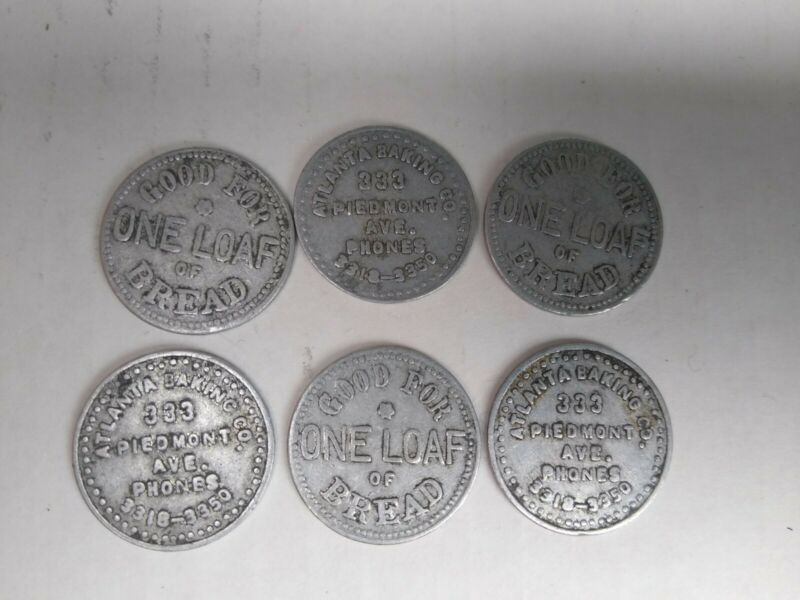 GOOD FOR
ONE LOAF
OF
BREAD
ATLANTA BAKING CO.
333
PIEDMONT
AVE.
PHONES
3318-3350
GOOD FOR
ONE LOAF
OF
BREAD
ATLANTA BAKING CO.
333
PIEDMONT
AVE.
PHONES
3318-3350
GOOD FOR
ONE LOAF
OF
BREAD
ATLANTA BAKING CO.
333
PIEDMONT
AVE.
PHONES
3318-3350